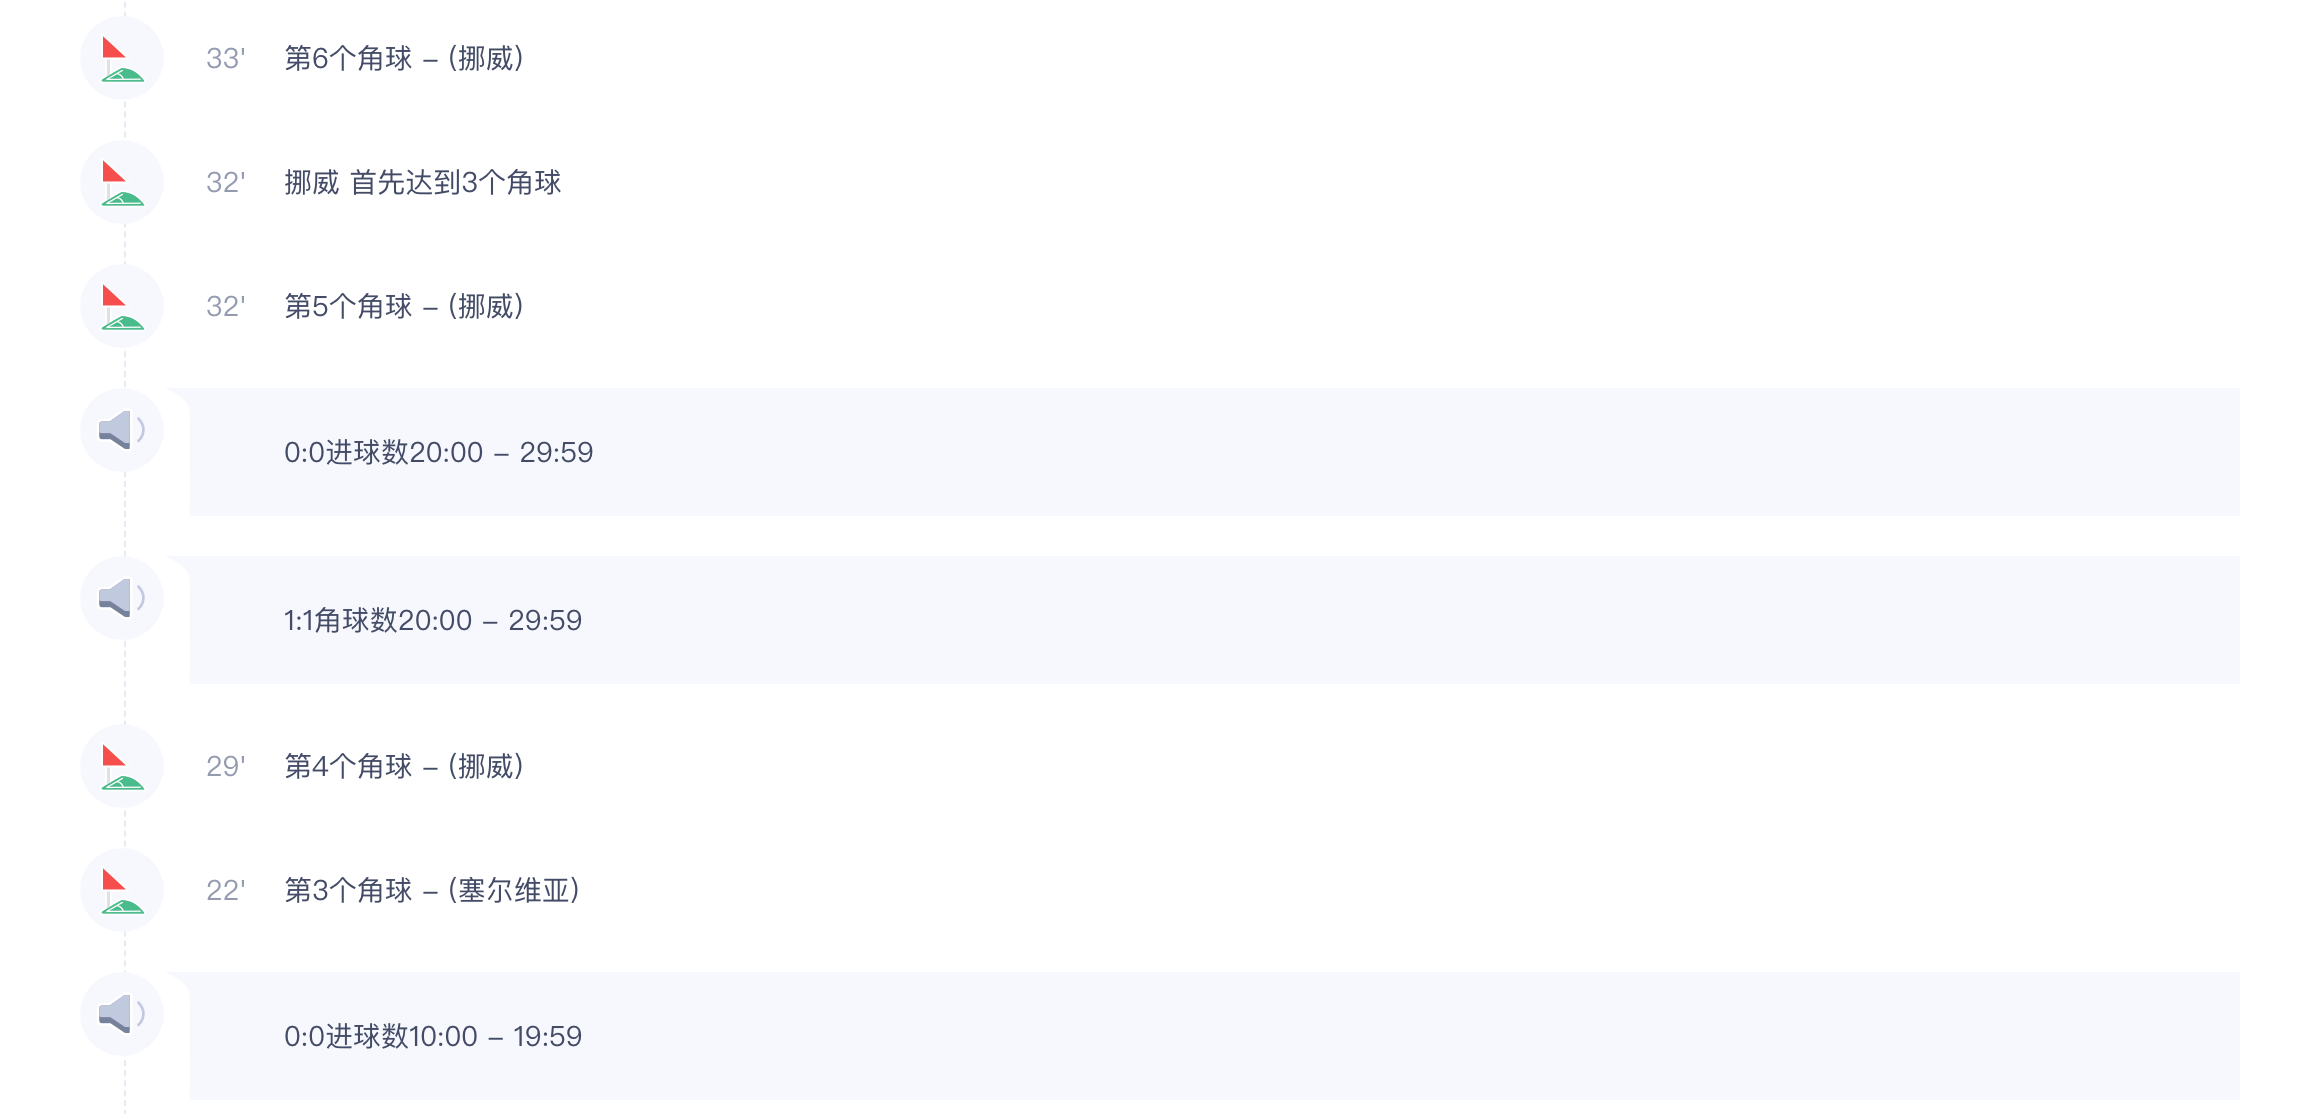 33' 第6个角球 – (挪威)
32' 挪威 首先达到3个角球
32' 第5个角球 – (挪威)
0:0进球数20:00 – 29:59
1:1角球数20:00 – 29:59
29' 第4个角球 – (挪威)
22' 第3个角球 – (塞尔维亚)
0:0进球数10:00 – 19:59